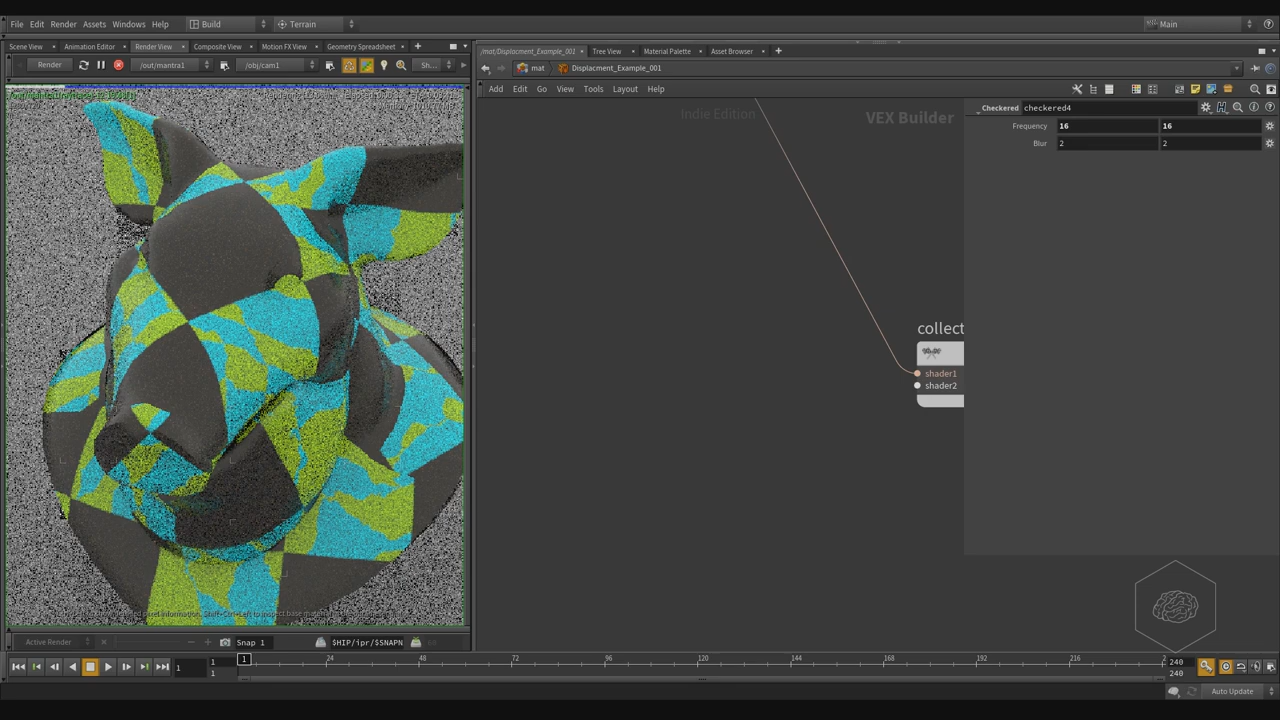 File Edit Render Assets Windows Help Build Terrain Main
Scene View Animation Editor Render View Composite View Motion FX View Geometry Spreadsheet
/mat/Displacment_Example_001 Tree View Material Palette Asset Browser
Render /out/mantra1 /obj/cam1 Sh...
mat Displacment_Example_001
Add Edit Go View Tools Layout Help
Indie Edition
VEX Builder
Checkered checkered4
Frequency 16 16
Blur 2 2
collect
shader1
shader2
Active Render Snap 1 $HIP/ipr/$SNAPN
1 1 1 1 24 48 72 96 120 144 168 192 216 2 240
240
Auto Update